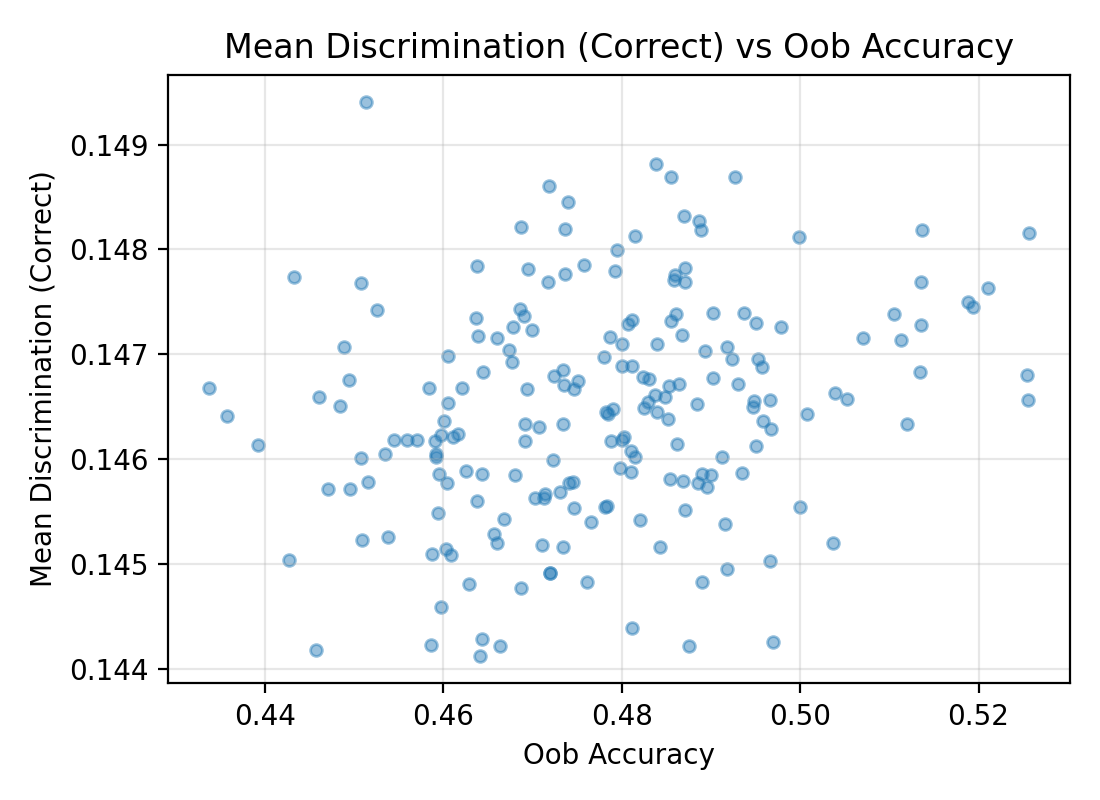 Mean Discrimination (Correct) vs Oob Accuracy
Mean Discrimination (Correct)
0.149
0.148
0.147
0.146
0.145
0.144
0.44 0.46 0.48 0.50 0.52
Oob Accuracy